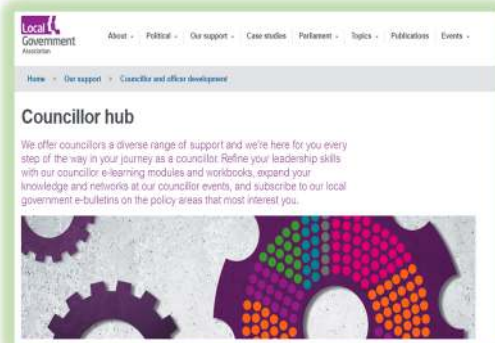 Local
Government
Association
About Political Our support Case studies Parliament Topics Publications Events
Home Our support Councillor and officer development
Councillor hub
We offer councillors a diverse range of support and we're here for you every
step of the way in your journey as a councillor. Refine your leadership skills
with our councillor e-learning modules and workbooks, expand your
knowledge and networks at our councillor events, and subscribe to our local
government e-bulletins on the policy areas that most interest you.